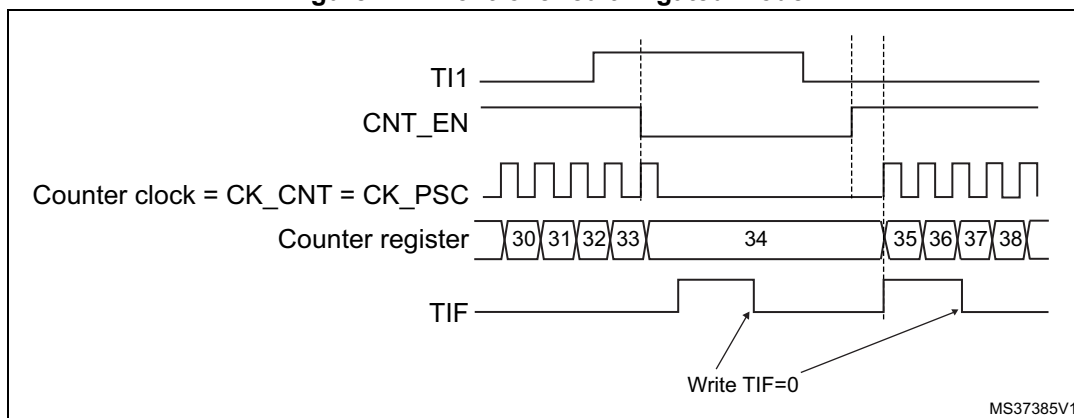 TI1
CNT_EN
Counter clock = CK_CNT = CK_PSC
Counter register
30 31 32 33 34 35 36 37 38
TIF
Write TIF=0
MS37385V1